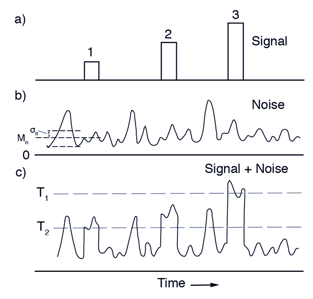 a)
1
2
3
Signal
b)
Noise
σn
Mn
0
c)
Signal + Noise
T1
T2
Time